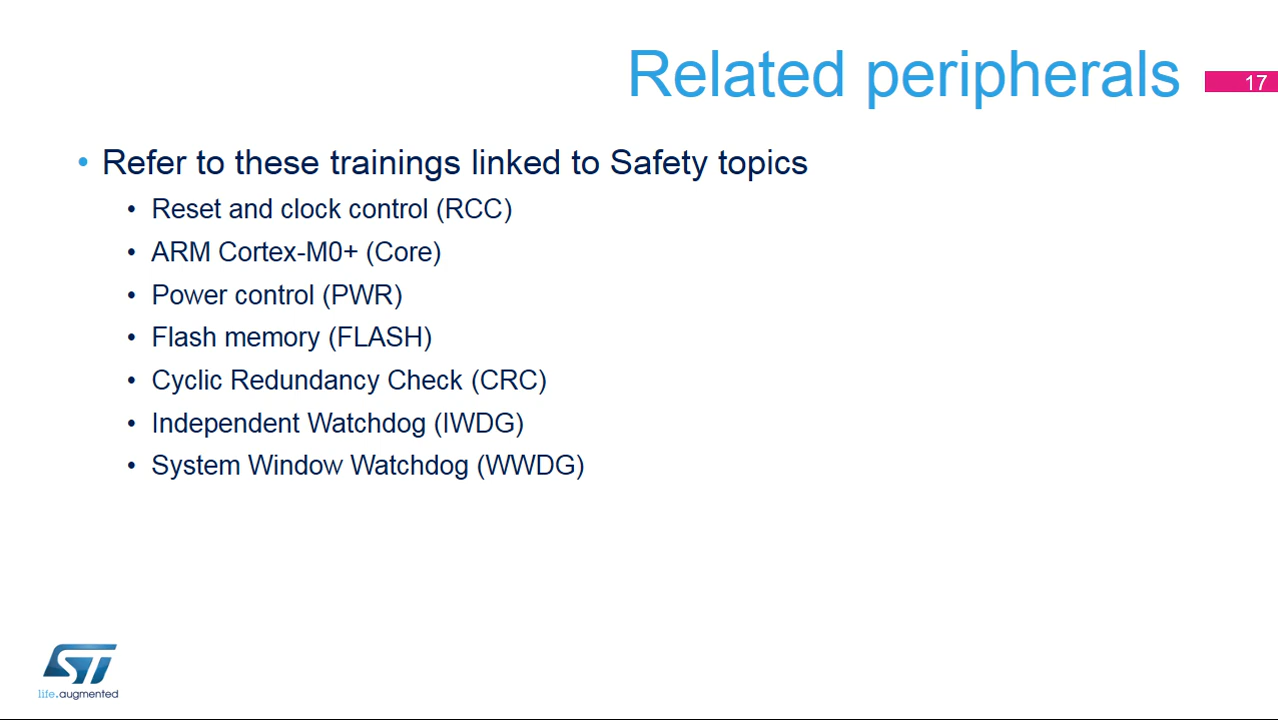 Related peripherals
17
• Refer to these trainings linked to Safety topics
• Reset and clock control (RCC)
• ARM Cortex-M0+ (Core)
• Power control (PWR)
• Flash memory (FLASH)
• Cyclic Redundancy Check (CRC)
• Independent Watchdog (IWDG)
• System Window Watchdog (WWDG)
ST
life.augmented